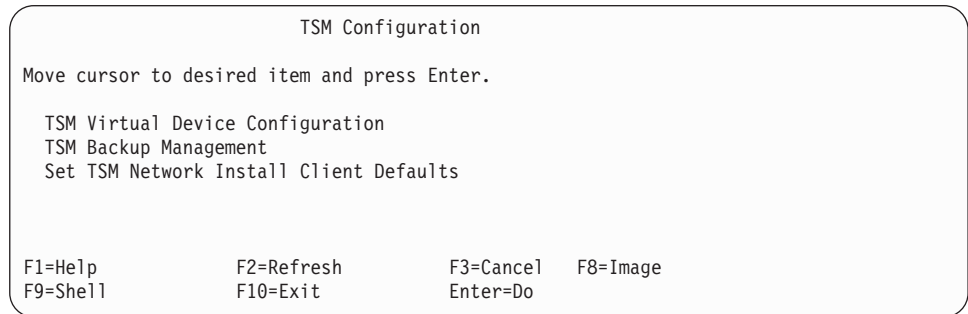 TSM Configuration
Move cursor to desired item and press Enter.
TSM Virtual Device Configuration
TSM Backup Management
Set TSM Network Install Client Defaults
F1=Help F2=Refresh F3=Cancel F8=Image
F9=Shell F10=Exit Enter=Do